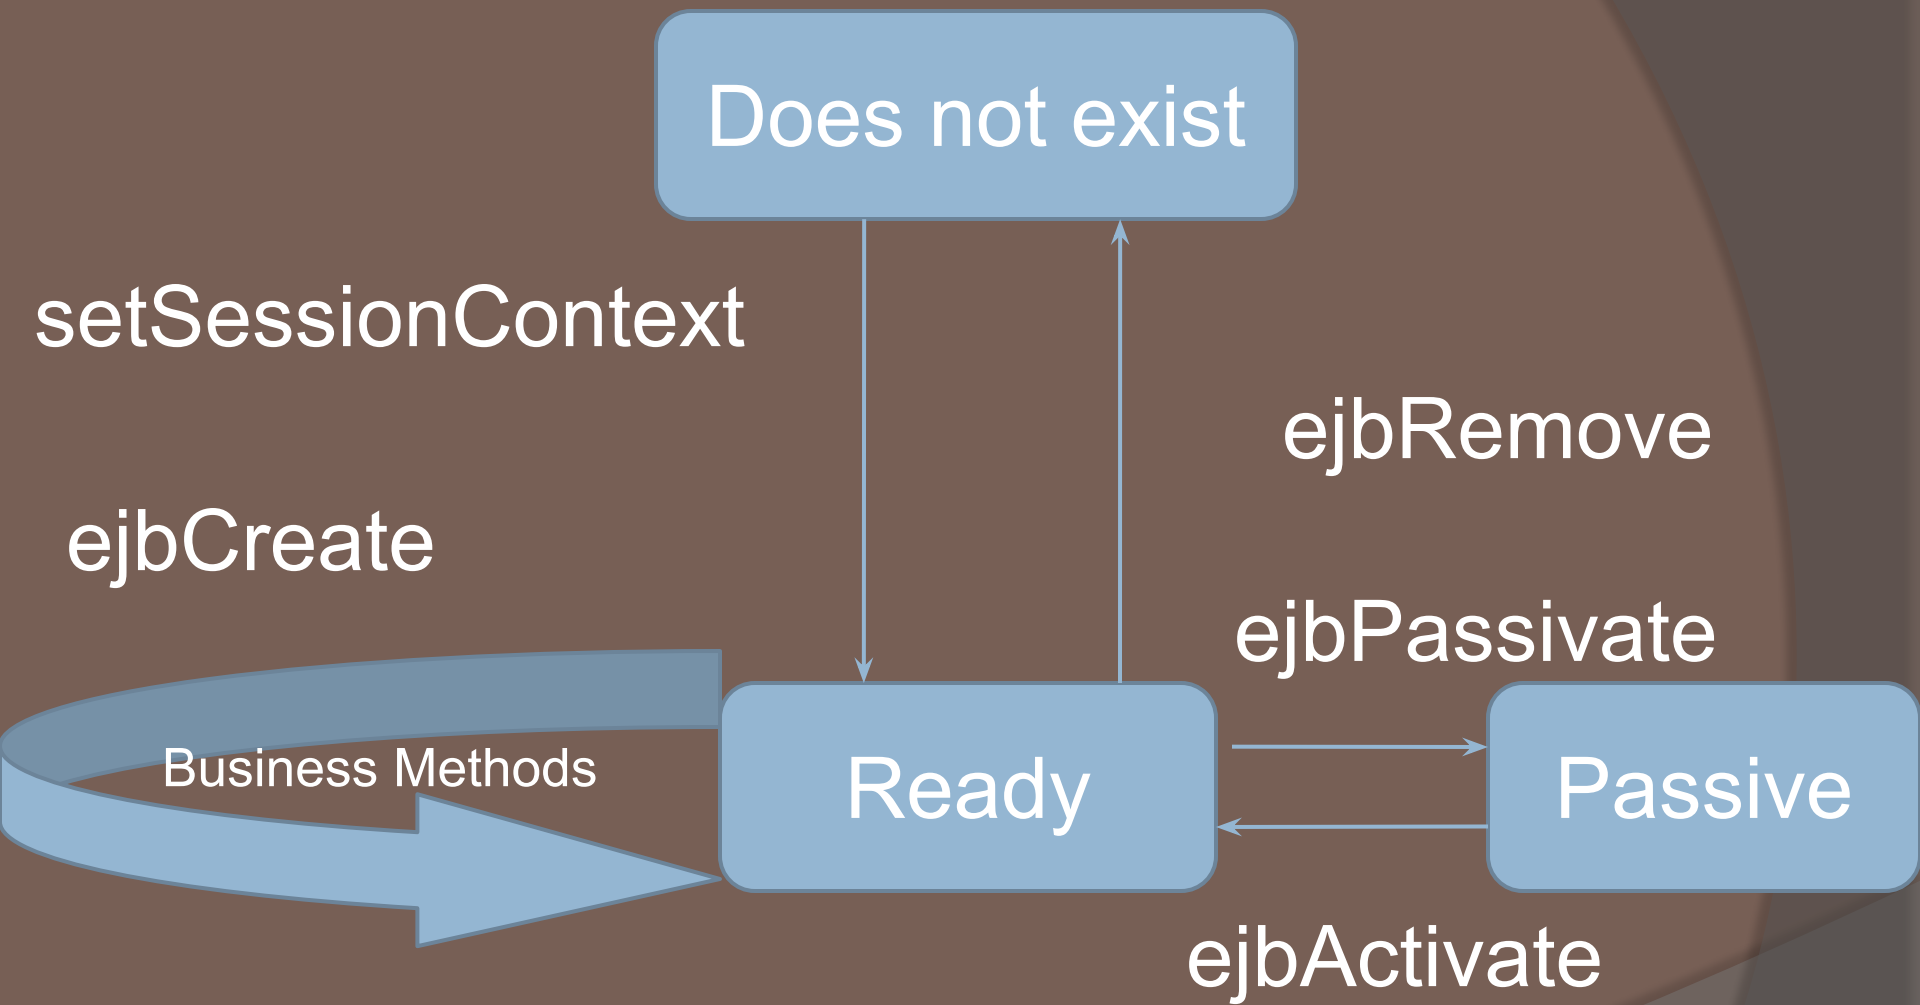 Does not exist
setSessionContext
ejbRemove
ejbCreate
ejbPassivate
Business Methods
Ready
Passive
ejbActivate